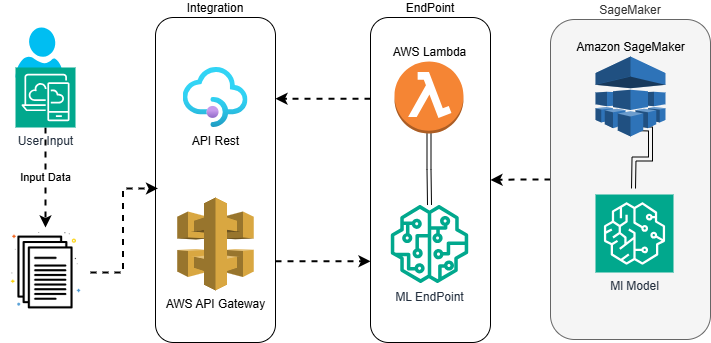 Integration
EndPoint
SageMaker
AWS Lambda
Amazon SageMaker
User Input
API Rest
Input Data
AWS API Gateway
ML EndPoint
Ml Model